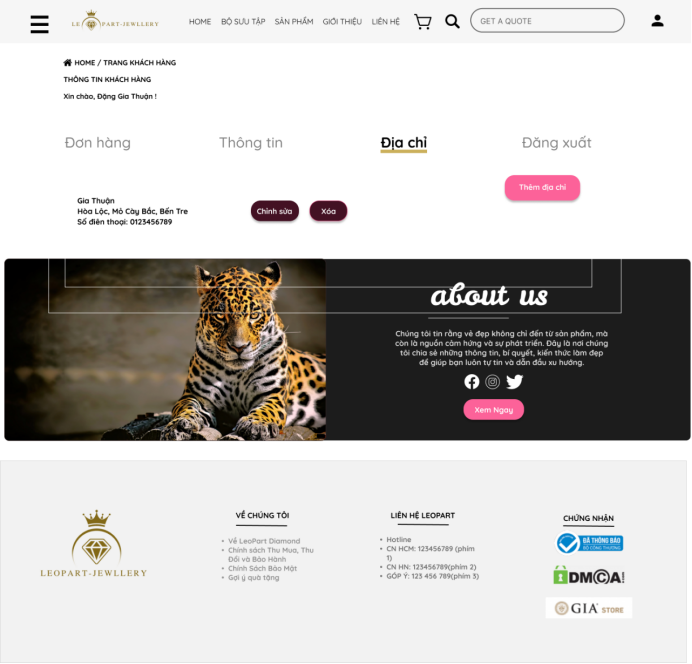 LEOPART-JEWLLERY
HOME BỘ SƯU TẬP SẢN PHẨM GIỚI THIỆU LIÊN HỆ GET A QUOTE
HOME / TRANG KHÁCH HÀNG
THÔNG TIN KHÁCH HÀNG
Xin chào, Đặng Gia Thuận !
Đơn hàng Thông tin Địa chỉ Đăng xuất
Thêm địa chỉ
Gia Thuận
Hòa Lộc, Mỏ Cày Bắc, Bến Tre
Số điên thoại: 0123456789
Chỉnh sửa Xóa
about us
Chúng tôi tin rằng vẻ đẹp không chỉ đến từ sản phẩm, mà
còn là nguồn cảm hứng và sự phát triển. Đây là nơi chúng
tôi chia sẻ những thông tin, bí quyết, kiến thức làm đẹp
để giúp bạn luôn tự tin và dẫn đầu xu hướng.
Xem Ngay
LEOPART-JEWLLERY
VỀ CHÚNG TÔI
• Về LeoPart Diamond
• Chính sách Thu Mua, Thu
Đổi và Bảo Hành
• Chính Sách Bảo Mật
• Gợi ý quà tặng
LIÊN HỆ LEOPART
• Hotline
• CN HCM: 123456789 (phím
1)
• CN HN: 123456789(phím 2)
• GÓP Ý: 123 456 789(phím 3)
CHỨNG NHẬN
ĐÃ THÔNG BÁO
BỘ CÔNG THƯƠNG
DMCA
GIA STORE